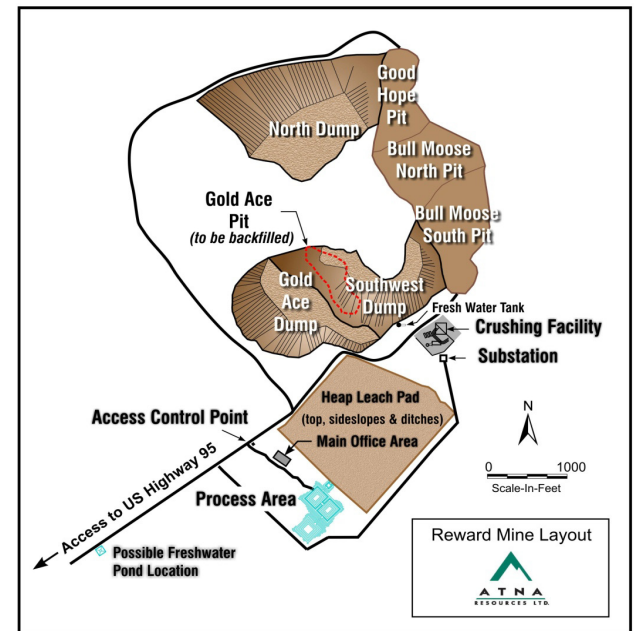 Good
Hope
Pit
North Dump
Bull Moose
North Pit
Gold Ace
Pit
(to be backfilled)
Bull Moose
South Pit
Gold
Ace
Dump
Southwest
Dump
Fresh Water Tank
Crushing Facility
Substation
Heap Leach Pad
(top, sideslopes & ditches)
Access Control Point
Main Office Area
N
0 1000
Scale-In-Feet
Process Area
Access to US Highway 95
Possible Freshwater
Pond Location
Reward Mine Layout
ATNA
RESOURCES LTD.